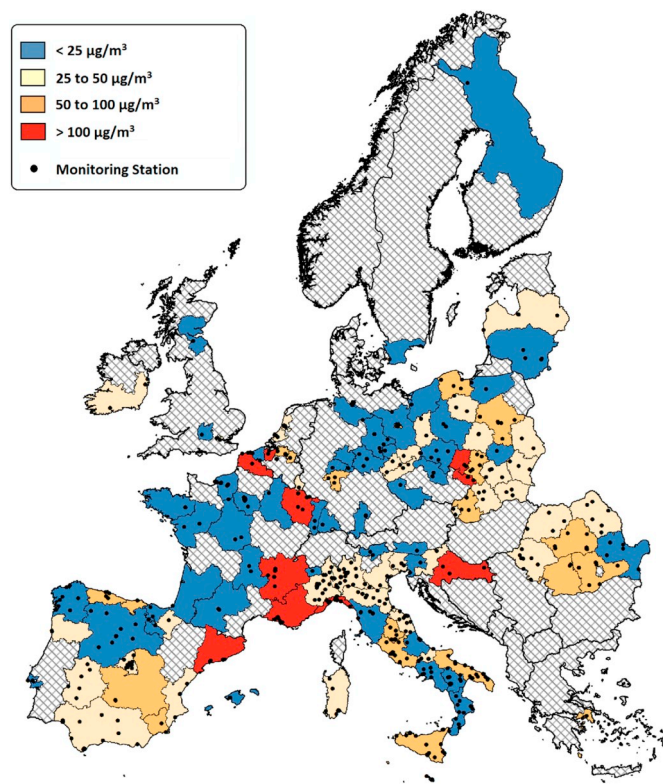 < 25 µg/m³
25 to 50 µg/m³
50 to 100 µg/m³
> 100 µg/m³
Monitoring Station